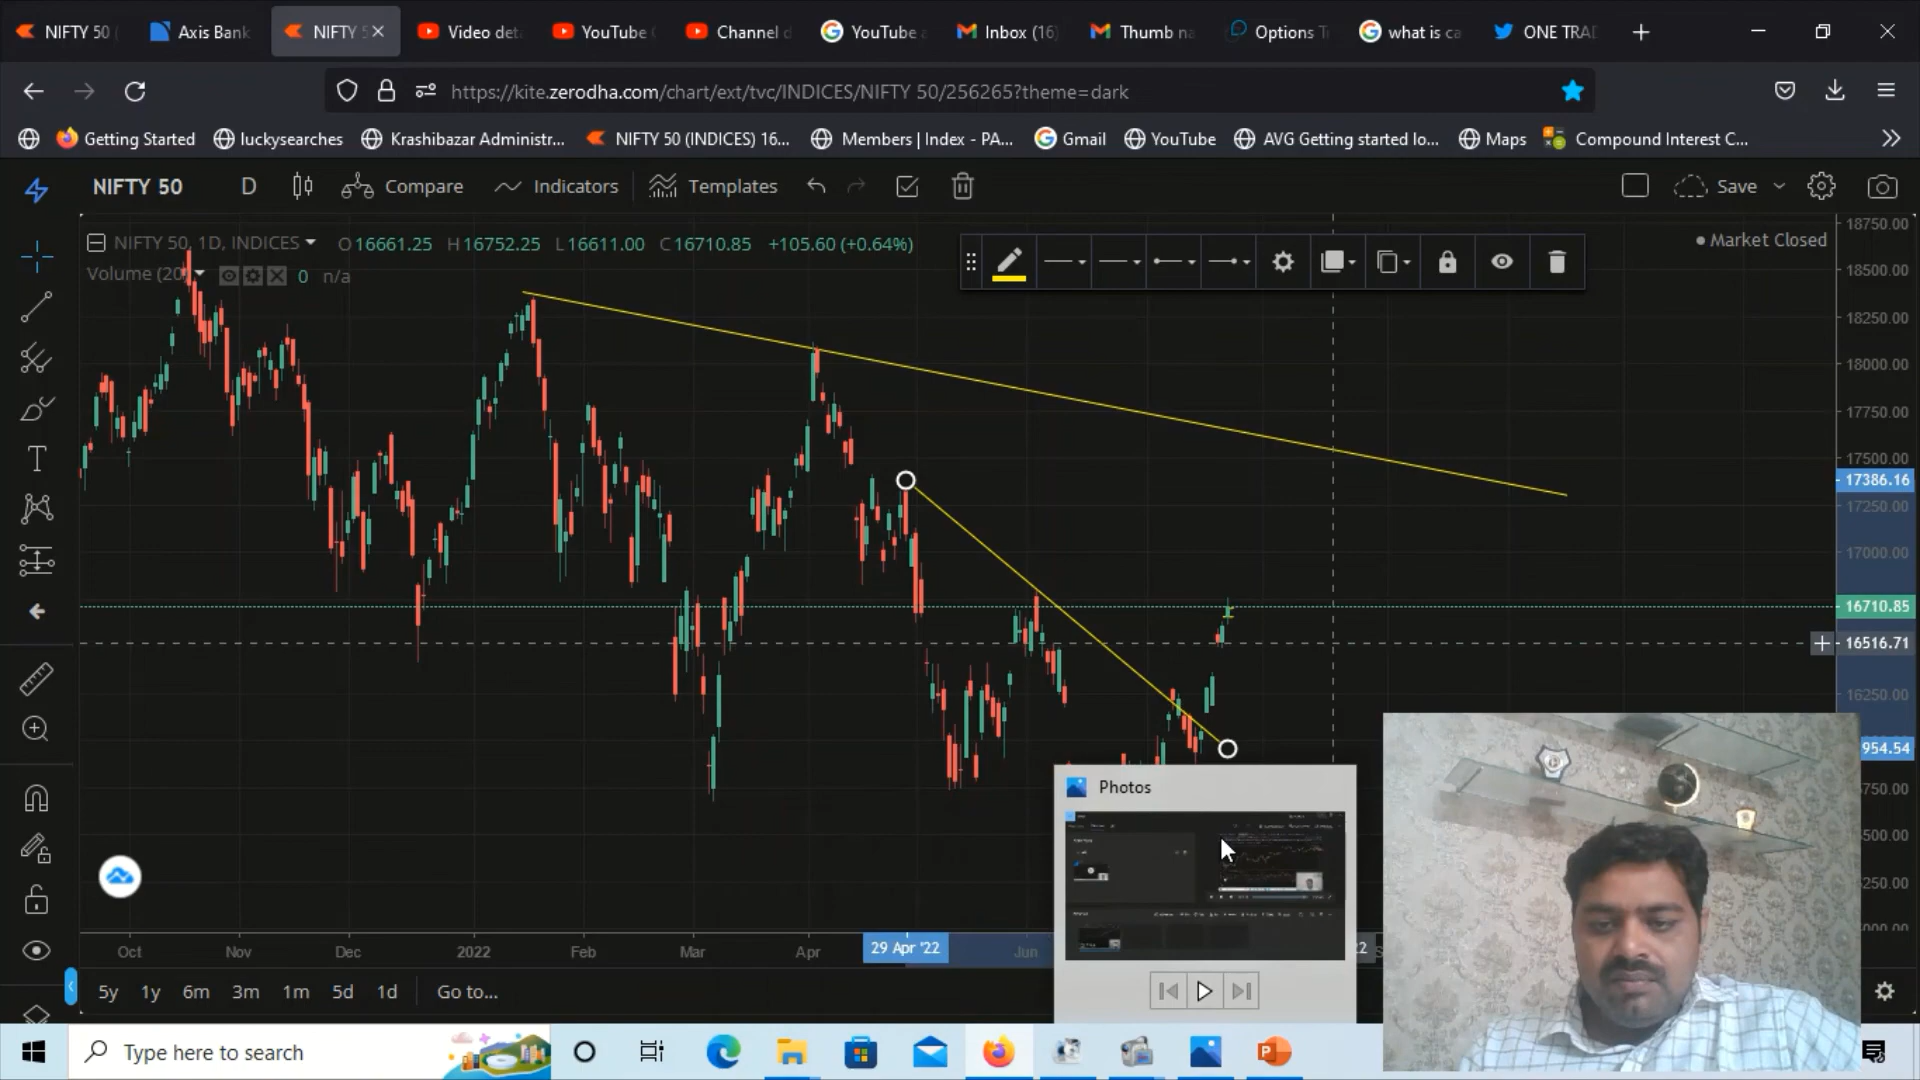 NIFTY 50 (
Axis Bank
NIFTY 5
Video det
YouTube
Channel d
YouTube a
Inbox (16)
Thumb na
Options T
what is ca
ONE TRAD
https://kite.zerodha.com/chart/ext/tvc/INDICES/NIFTY 50/256265?theme=dark
Getting Started
luckysearches
Krashibazar Administr...
NIFTY 50 (INDICES) 16...
Members | Index - PA...
Gmail
YouTube
AVG Getting started lo...
Maps
Compound Interest C...
NIFTY 50 D Compare Indicators Templates Save
NIFTY 50, 1D, INDICES O16661.25 H16752.25 L16611.00 C16710.85 +105.60 (+0.64%)
Market Closed
Volume (20) 0 n/a
18750.00
18500.00
18250.00
18000.00
17750.00
17500.00
17386.16
17250.00
17000.00
16710.85
16516.71
16250.00
954.54
750.00
500.00
250.00
Photos
Oct Nov Dec 2022 Feb Mar Apr 29 Apr '22 Jun
5y 1y 6m 3m 1m 5d 1d Go to...
Type here to search